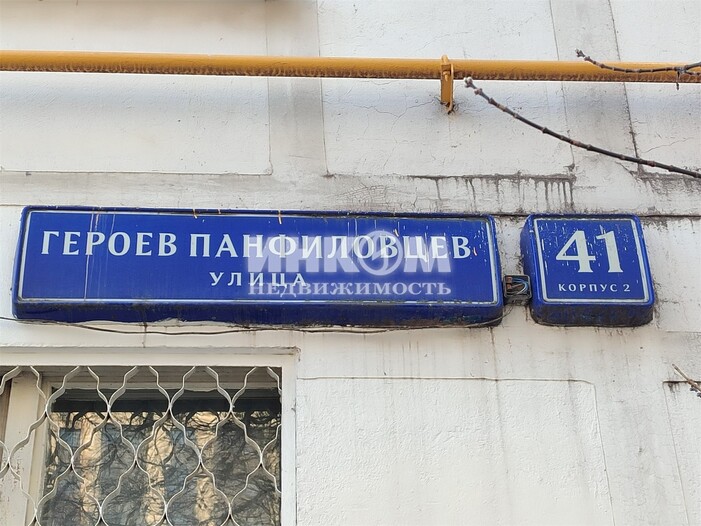 ГЕРОЕВ ПАНФИЛОВЦЕВ
УЛИЦА
41
КОРПУС 2
ИНКОМ
НЕДВИЖИМОСТЬ